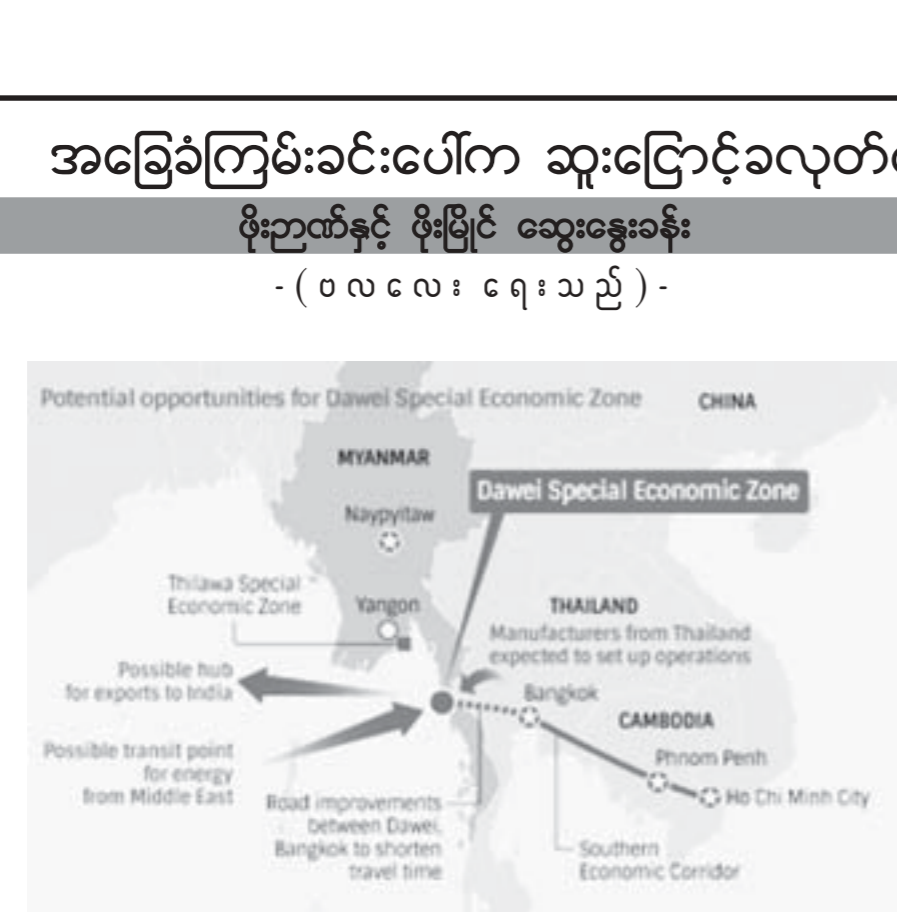 အခြေခံကြမ်းခင်းပေါ်က ဆူးငြောင့်ခလုတ်
ဖိုးဉာဏ်နှင့် ဖိုးမြိုင် ဆွေးနွေးခန်း
-(ဗလလေး ရေးသည်)-
Potential opportunities for Dawei Special Economic Zone
CHINA
MYANMAR
Dawei Special Economic Zone
Naypyitaw
Thilawa Special
Economic Zone
Yangon
THAILAND
Manufacturers from Thailand
expected to set up operations
Possible hub
for exports to India
Bangkok
CAMBODIA
Possible transit point
for energy
from Middle East
Phnom Penh
Ho Chi Minh City
Road improvements
between Dawei,
Bangkok to shorten
travel time
Southern
Economic Corridor